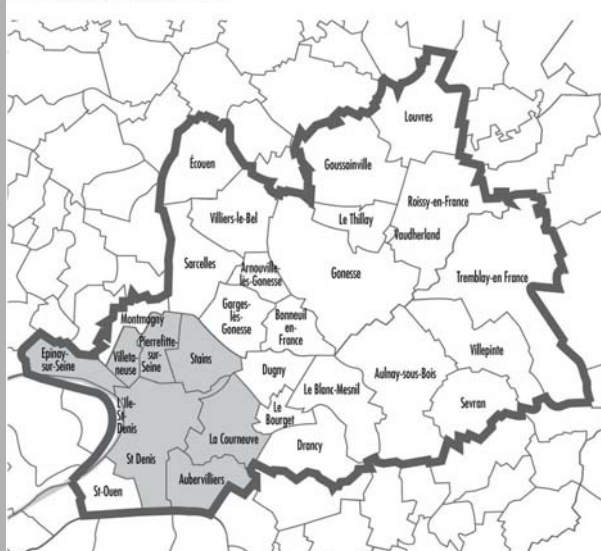 Louvres
Écouen
Goussainville
Roissy-en-France
Villiers-le-Bel
Le Thillay
Vaudherland
Sarcelles
Arnouville-
lès-Gonesse
Gonesse
Tremblay-en France
Garges-
lès-
Gonesse
Bonneuil
en-
France
Montmagny
Pierrefitte-
sur-
Seine
Villeta-
neuse
Epinay-
sur-Seine
Stains
Villepinte
Dugny
Aulnay-sous-Bois
Le Blanc-Mesnil
Sevran
L'Ile-
St-
Denis
Le
Bourget
La Courneuve
Drancy
St Denis
Aubervilliers
St-Ouen